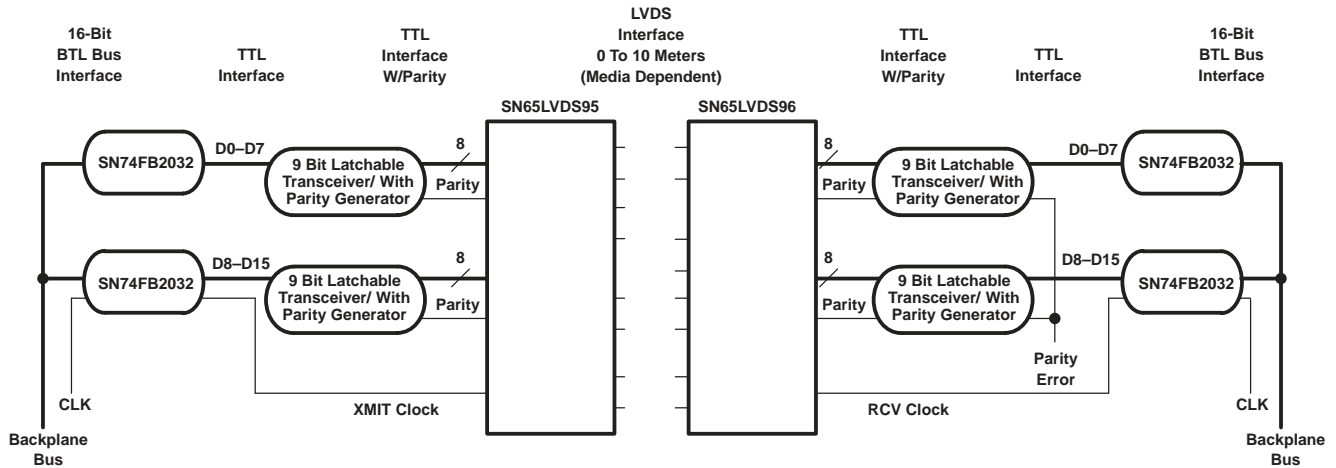 16-Bit
BTL Bus
Interface
TTL
Interface
TTL
Interface
W/Parity
LVDS
Interface
0 To 10 Meters
(Media Dependent)
TTL
Interface
W/Parity
TTL
Interface
16-Bit
BTL Bus
Interface
SN65LVDS95
SN65LVDS96
SN74FB2032
D0–D7
9 Bit Latchable
Transceiver/ With
Parity Generator
8
Parity
8
Parity
9 Bit Latchable
Transceiver/ With
Parity Generator
D0–D7
SN74FB2032
SN74FB2032
D8–D15
9 Bit Latchable
Transceiver/ With
Parity Generator
8
Parity
8
Parity
9 Bit Latchable
Transceiver/ With
Parity Generator
D8–D15
SN74FB2032
Parity
Error
CLK
XMIT Clock
RCV Clock
CLK
Backplane
Bus
Backplane
Bus